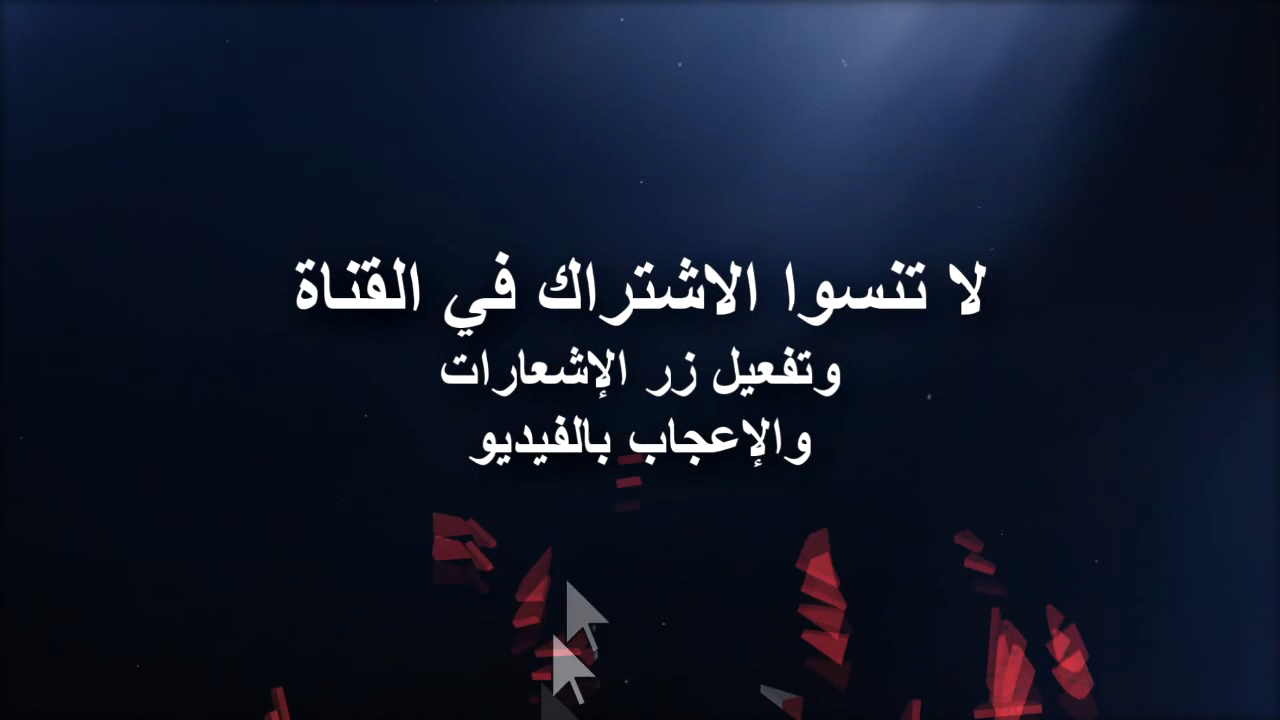 لا تنسوا الاشتراك في القناة
وتفعيل زر الإشعارات
والإعجاب بالفيديو